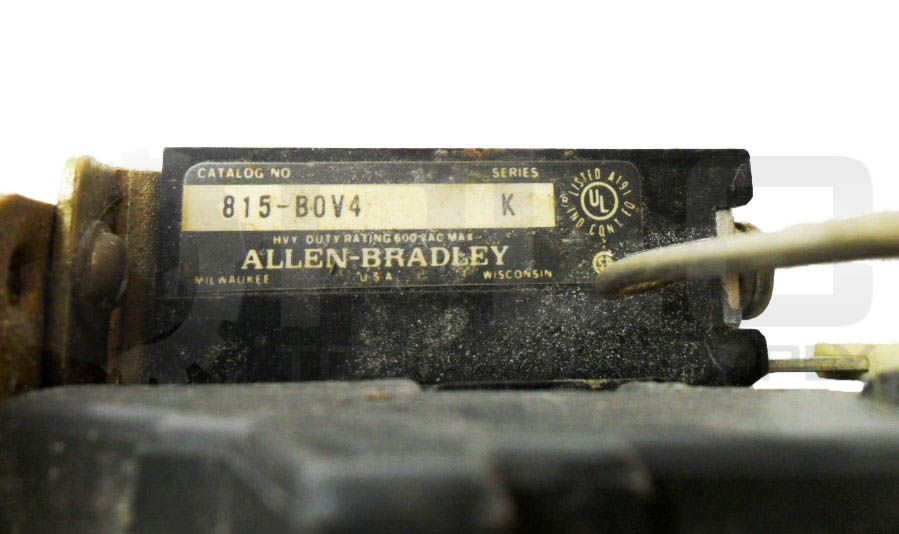 CATALOG NO SERIES
815-BOV4 K
HVY DUTY RATING 600 VAC MAX
ALLEN-BRADLEY
MILWAUKEE U.S.A. WISCONSIN
LISTED A191
UL
IND CONT EQ